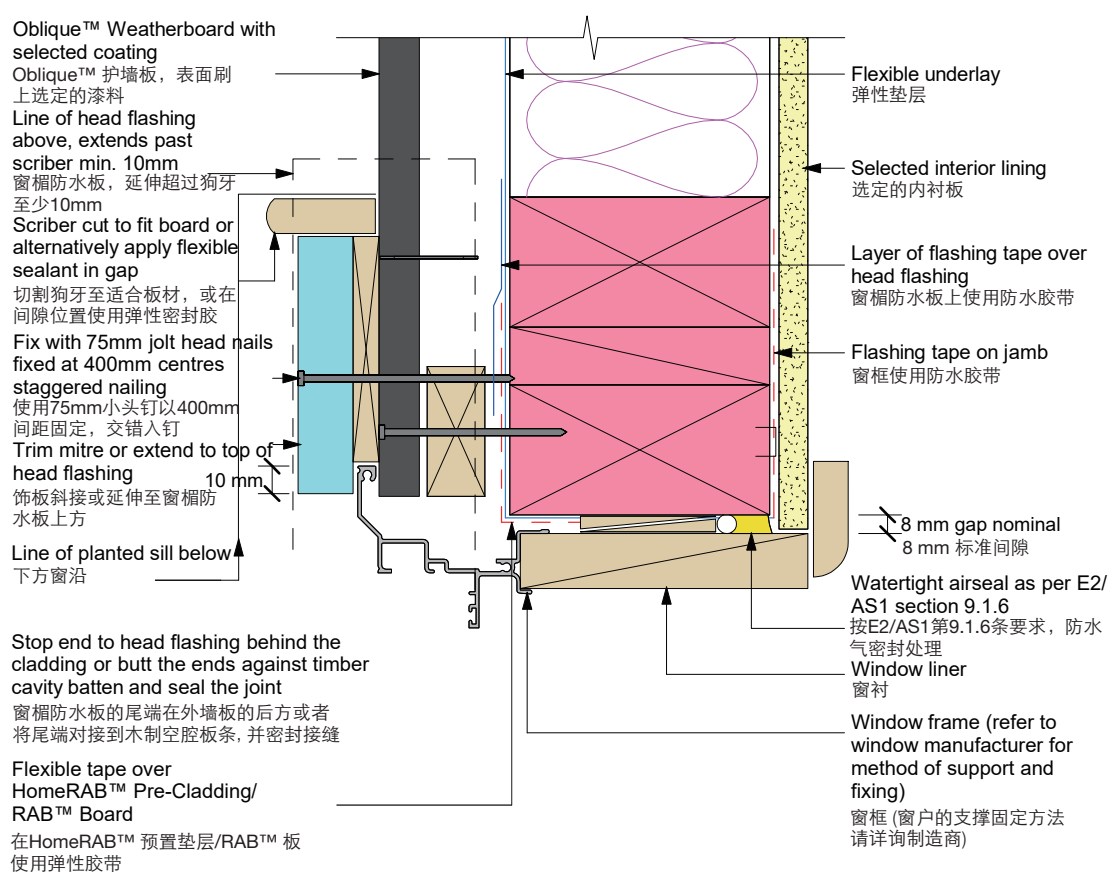 Oblique™ Weatherboard with
selected coating
Oblique™ 护墙板，表面刷
上选定的漆料
Line of head flashing
above, extends past
scriber min. 10mm
窗楣防水板，延伸超过狗牙
至少10mm
Scriber cut to fit board or
alternatively apply flexible
sealant in gap
切割狗牙至适合板材，或在
间隙位置使用弹性密封胶
Fix with 75mm jolt head nails
fixed at 400mm centres
staggered nailing
使用75mm小头钉以400mm
间距固定，交错入钉
Trim mitre or extend to top of
head flashing
10 mm
饰板斜接或延伸至窗楣防
水板上方
Line of planted sill below
下方窗沿
Stop end to head flashing behind the
cladding or butt the ends against timber
cavity batten and seal the joint
窗楣防水板的尾端在外墙板的后方或者
将尾端对接到木制空腔板条, 并密封接缝
Flexible tape over
HomeRAB™ Pre-Cladding/
RAB™ Board
在HomeRAB™ 预置垫层/RAB™ 板
使用弹性胶带
Flexible underlay
弹性垫层
Selected interior lining
选定的内衬板
Layer of flashing tape over
head flashing
窗楣防水板上使用防水胶带
Flashing tape on jamb
窗框使用防水胶带
8 mm gap nominal
8 mm 标准间隙
Watertight airseal as per E2/
AS1 section 9.1.6
按E2/AS1第9.1.6条要求，防水
气密封处理
Window liner
窗衬
Window frame (refer to
window manufacturer for
method of support and
fixing)
窗框 (窗户的支撑固定方法
请详询制造商)